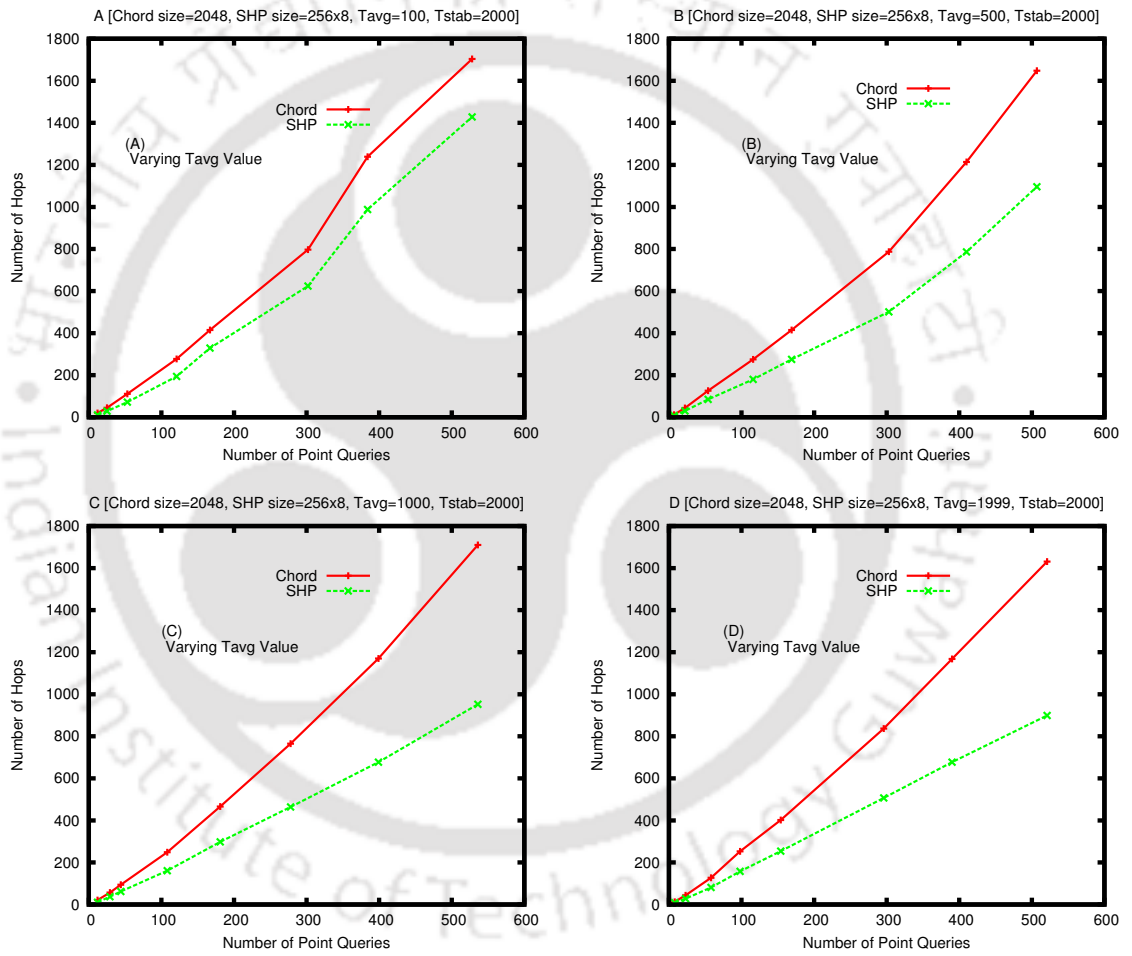 A [Chord size=2048, SHP size=256x8, Tavg=100, Tstab=2000]
1800
1600
1400
1200
1000
800
600
400
200
0
Number of Hops
Chord
SHP
(A)
Varying Tavg Value
0 100 200 300 400 500 600
Number of Point Queries
B [Chord size=2048, SHP size=256x8, Tavg=500, Tstab=2000]
1800
1600
1400
1200
1000
800
600
400
200
0
Number of Hops
Chord
SHP
(B)
Varying Tavg Value
0 100 200 300 400 500 600
Number of Point Queries
C [Chord size=2048, SHP size=256x8, Tavg=1000, Tstab=2000]
1800
1600
1400
1200
1000
800
600
400
200
0
Number of Hops
Chord
SHP
(C)
Varying Tavg Value
0 100 200 300 400 500 600
Number of Point Queries
D [Chord size=2048, SHP size=256x8, Tavg=1999, Tstab=2000]
1800
1600
1400
1200
1000
800
600
400
200
0
Number of Hops
Chord
SHP
(D)
Varying Tavg Value
0 100 200 300 400 500 600
Number of Point Queries
Indian Institute of Technology Guwahati